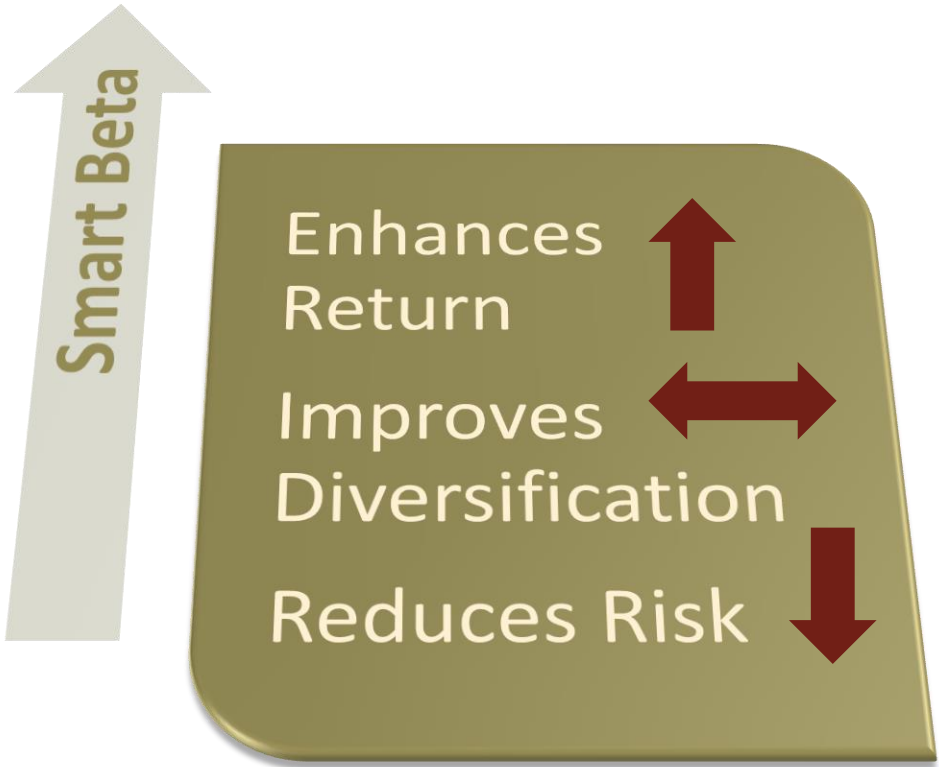 Smart Beta
Enhances
Return
Improves
Diversification
Reduces Risk